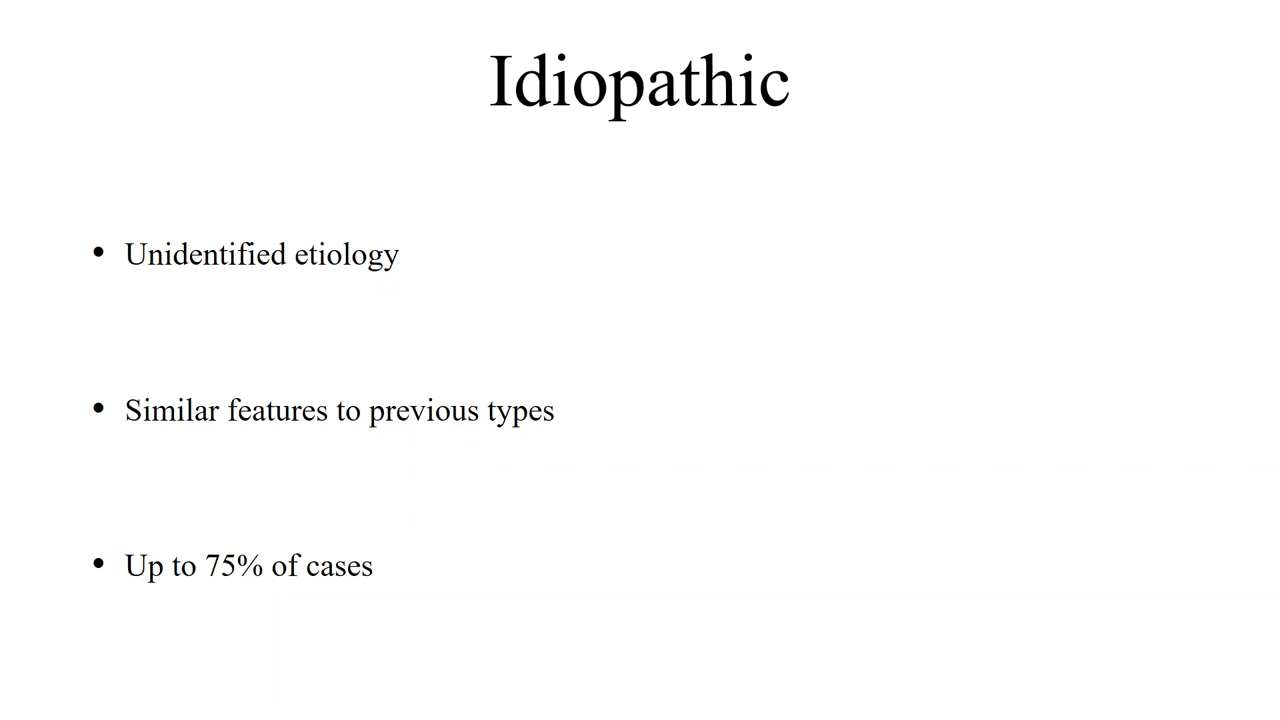 Idiopathic
• Unidentified etiology
• Similar features to previous types
• Up to 75% of cases